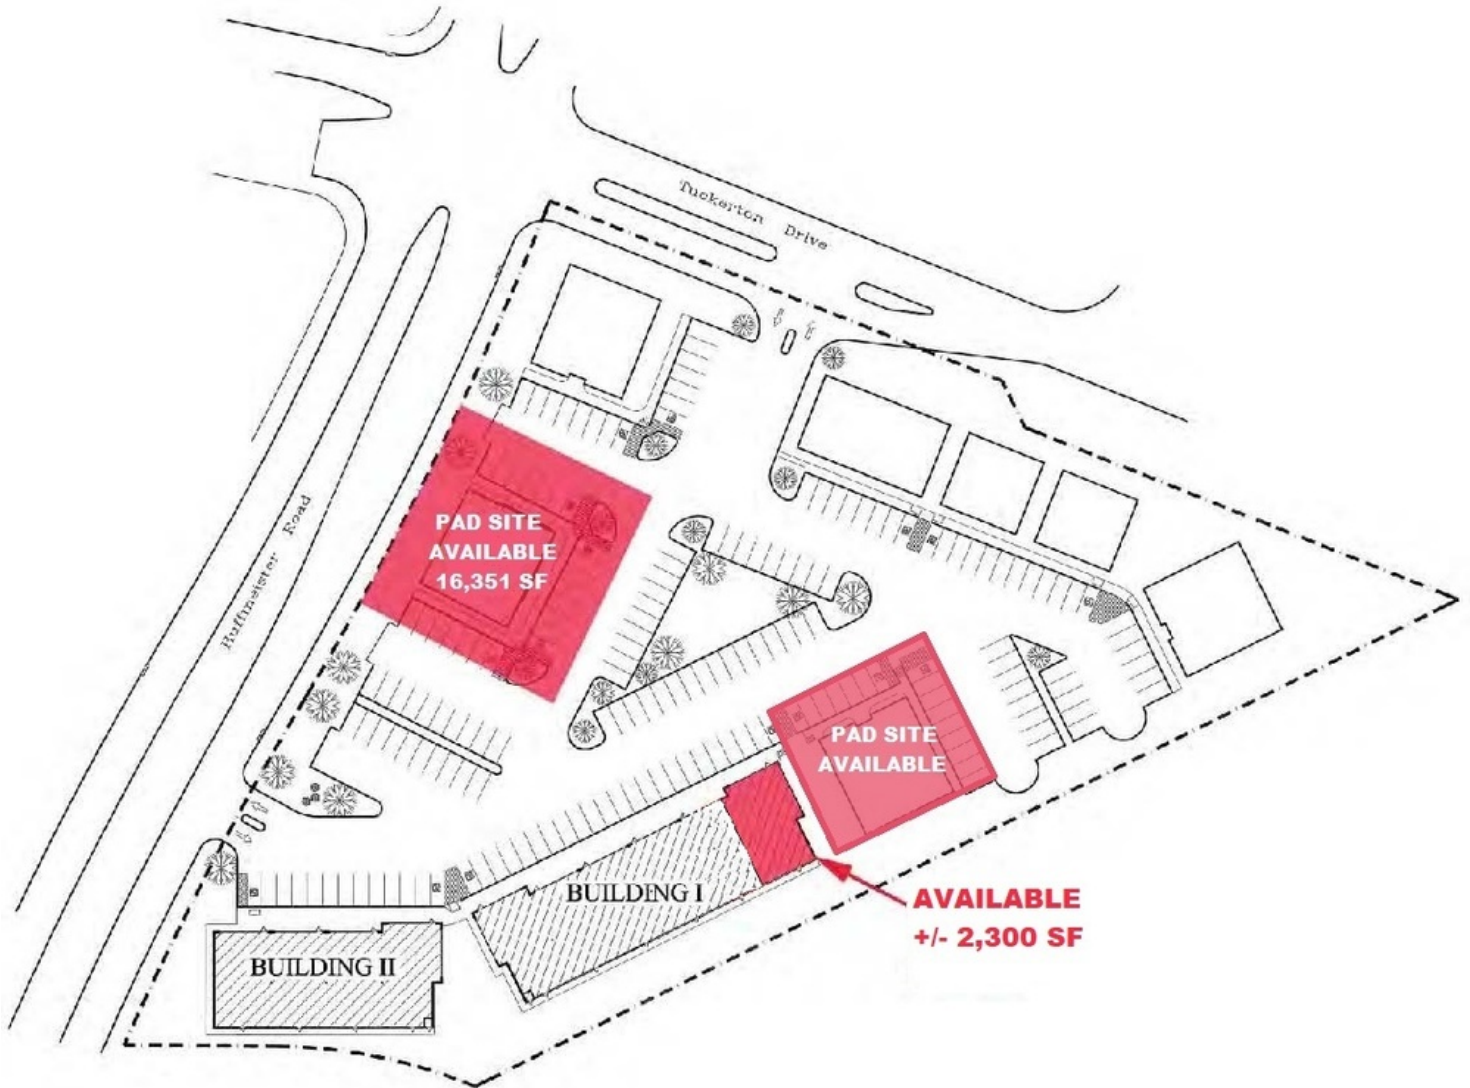 Tuckerton Drive
Huffmeister Road
PAD SITE
AVAILABLE
16,351 SF
PAD SITE
AVAILABLE
BUILDING I
AVAILABLE
+/- 2,300 SF
BUILDING II